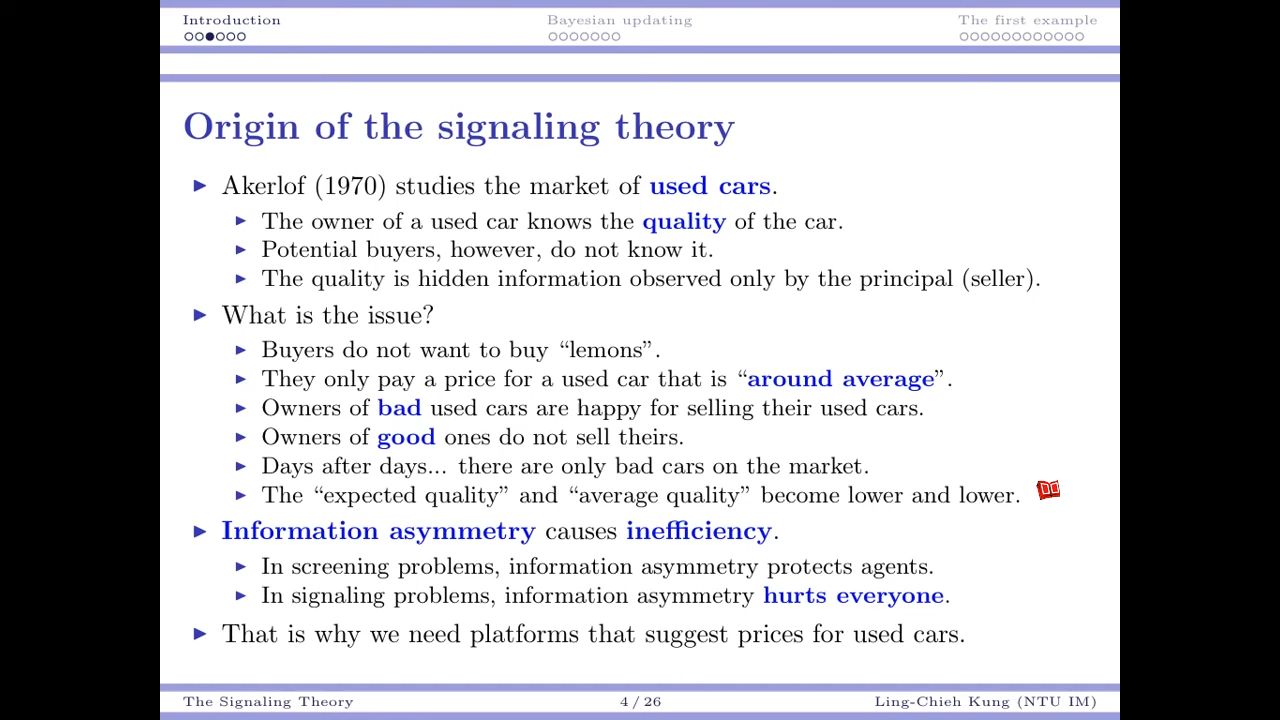 Introduction Bayesian updating The first example
Origin of the signaling theory
Akerlof (1970) studies the market of used cars.
The owner of a used car knows the quality of the car.
Potential buyers, however, do not know it.
The quality is hidden information observed only by the principal (seller).
What is the issue?
Buyers do not want to buy “lemons”.
They only pay a price for a used car that is “around average”.
Owners of bad used cars are happy for selling their used cars.
Owners of good ones do not sell theirs.
Days after days... there are only bad cars on the market.
The “expected quality” and “average quality” become lower and lower.
Information asymmetry causes inefficiency.
In screening problems, information asymmetry protects agents.
In signaling problems, information asymmetry hurts everyone.
That is why we need platforms that suggest prices for used cars.
The Signaling Theory 4 / 26 Ling-Chieh Kung (NTU IM)